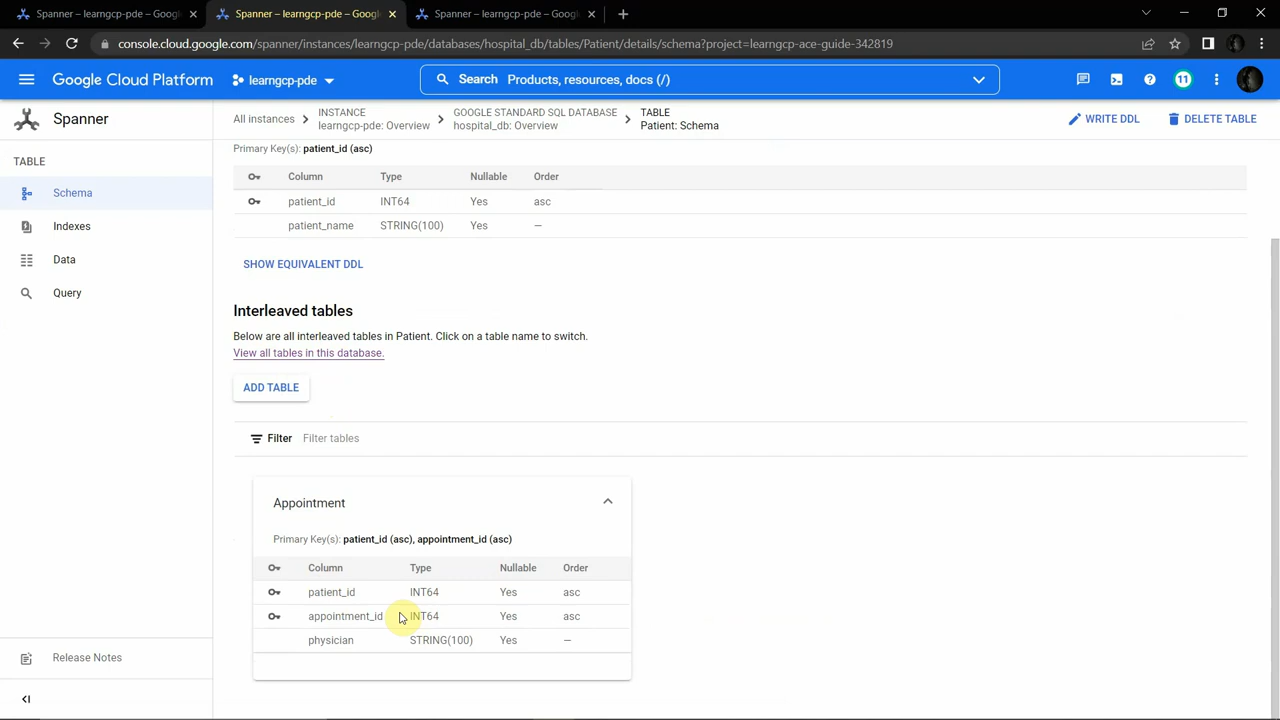 Spanner – learngcp-pde – Googl
Spanner – learngcp-pde – Googl
Spanner – learngcp-pde – Googl
console.cloud.google.com/spanner/instances/learngcp-pde/databases/hospital_db/tables/Patient/details/schema?project=learngcp-ace-guide-342819
Google Cloud Platform
learngcp-pde
Search Products, resources, docs (/)
11
Spanner
All instances
INSTANCE
learngcp-pde: Overview
GOOGLE STANDARD SQL DATABASE
hospital_db: Overview
TABLE
Patient: Schema
WRITE DDL
DELETE TABLE
TABLE
Schema
Indexes
Data
Query
Release Notes
Primary Key(s): patient_id (asc)
Column Type Nullable Order
patient_id INT64 Yes asc
patient_name STRING(100) Yes —
SHOW EQUIVALENT DDL
Interleaved tables
Below are all interleaved tables in Patient. Click on a table name to switch.
View all tables in this database.
ADD TABLE
Filter Filter tables
Appointment
Primary Key(s): patient_id (asc), appointment_id (asc)
Column Type Nullable Order
patient_id INT64 Yes asc
appointment_id INT64 Yes asc
physician STRING(100) Yes —